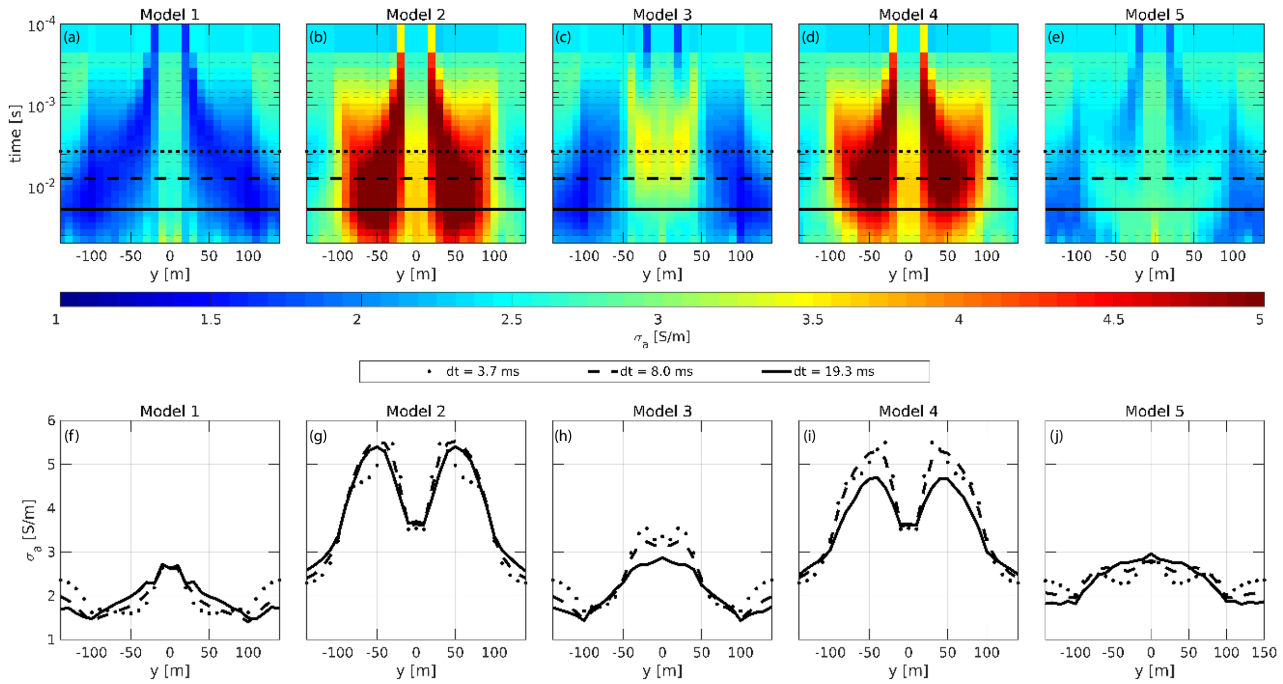 Model 1 Model 2 Model 3 Model 4 Model 5
(a) (b) (c) (d) (e)
10-4
10-3
10-2
time [s]
-100 -50 0 50 100 -100 -50 0 50 100 -100 -50 0 50 100 -100 -50 0 50 100 -100 -50 0 50 100
y [m] y [m] y [m] y [m] y [m]
1 1.5 2 2.5 3 3.5 4 4.5 5
σa [S/m]
dt = 3.7 ms dt = 8.0 ms dt = 19.3 ms
Model 1 Model 2 Model 3 Model 4 Model 5
(f) (g) (h) (i) (j)
6
5
4
3
2
1
σa [S/m]
-100 -50 0 50 100 -100 -50 0 50 100 -100 -50 0 50 100 -100 -50 0 50 100 -100 -50 0 50 100 150
y [m] y [m] y [m] y [m] y [m]